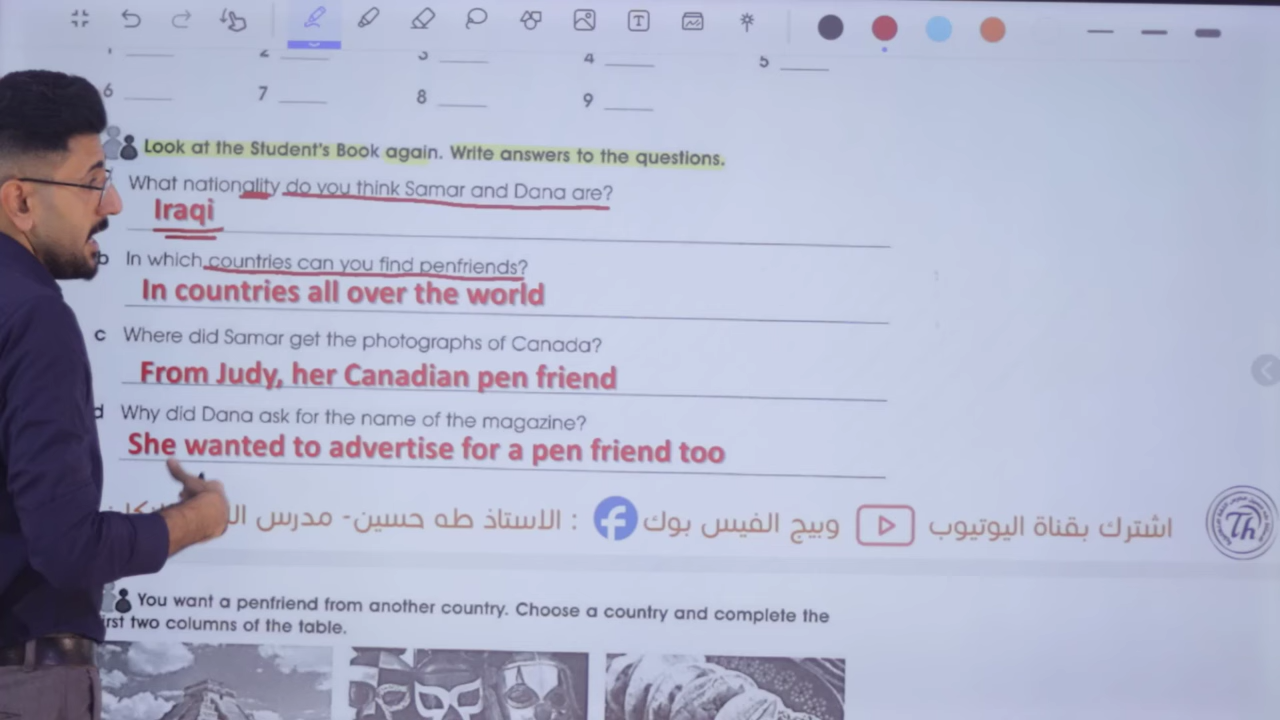 2 3 4 5
6 7 8 9
Look at the Student's Book again. Write answers to the questions.
What nationality do you think Samar and Dana are?
Iraqi
b In which countries can you find penfriends?
In countries all over the world
c Where did Samar get the photographs of Canada?
From Judy, her Canadian pen friend
d Why did Dana ask for the name of the magazine?
She wanted to advertise for a pen friend too
اشترك بقناة اليوتيوب وبيج الفيس بوك : الاستاذ طه حسين- مدرس
Th
You want a penfriend from another country. Choose a country and complete the
first two columns of the table.